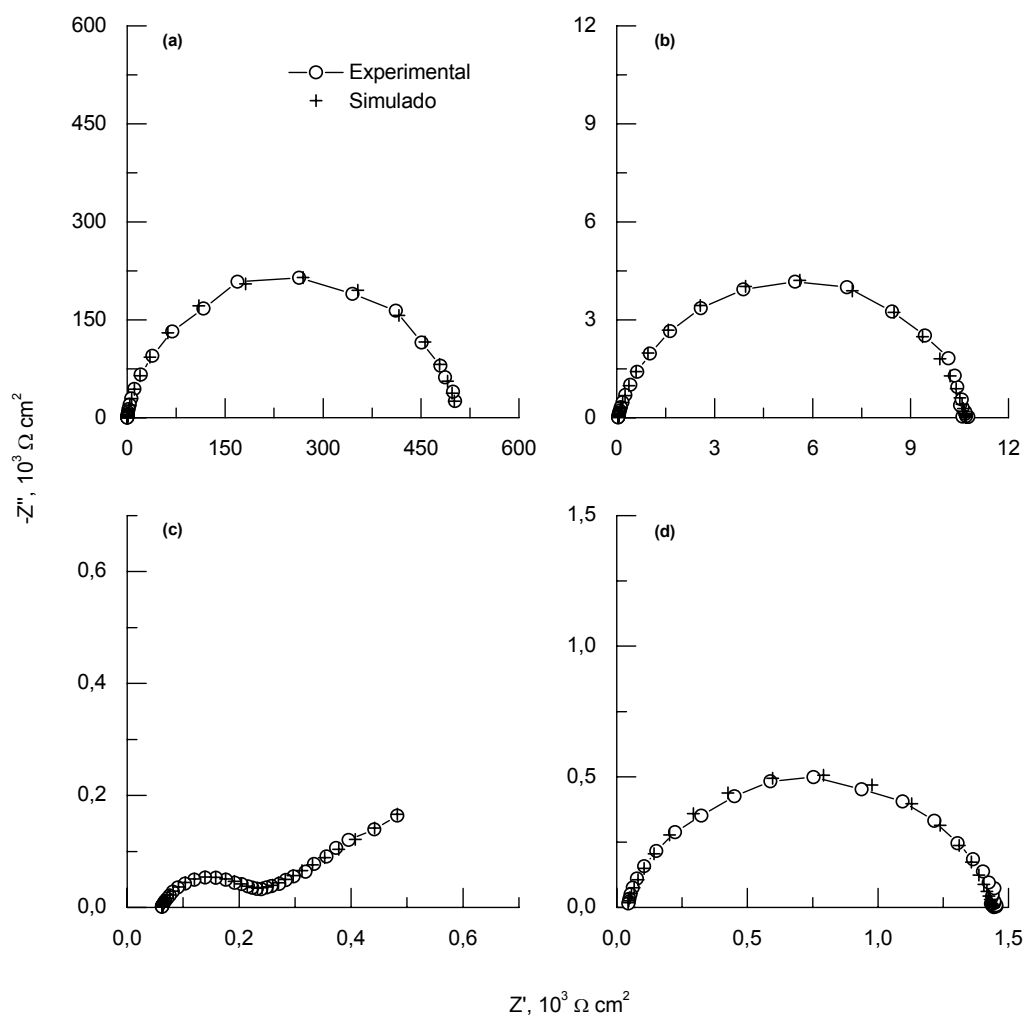 600
(a)
Experimental
Simulado
450
300
150
0
0 150 300 450 600
12
(b)
9
6
3
0
0 3 6 9 12
-Z", 10³ Ω cm²
(c)
0,6
0,4
0,2
0,0
0,0 0,2 0,4 0,6
1,5
(d)
1,0
0,5
0,0
0,0 0,5 1,0 1,5
Z', 10³ Ω cm²